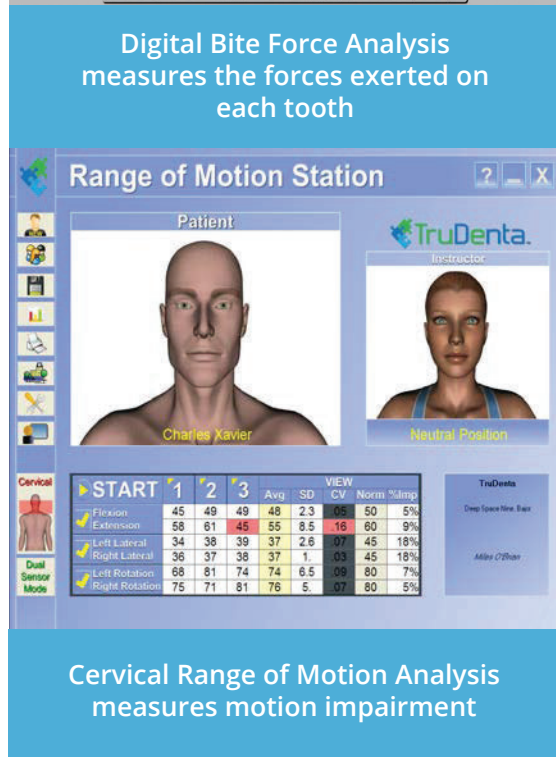 Digital Bite Force Analysis
measures the forces exerted on
each tooth
Range of Motion Station
? _ X
Patient
TruDenta.
Instructor
Charles Xavier
Neutral Position
Cervical
Dual
Sensor
Mode
VIEW
START 1 2 3 Avg SD CV Norm %Imp
Flexion 45 49 49 48 2.3 .05 50 5%
Extension 58 61 45 55 8.5 .16 60 9%
Left Lateral 34 38 39 37 2.6 .07 45 18%
Right Lateral 36 37 38 37 1. .03 45 18%
Left Rotation 68 81 74 74 6.5 .09 80 7%
Right Rotation 75 71 81 76 5. .07 80 5%
TruDenta
Deep Space Nine, Bajo
Miles O'Brian
Cervical Range of Motion Analysis
measures motion impairment